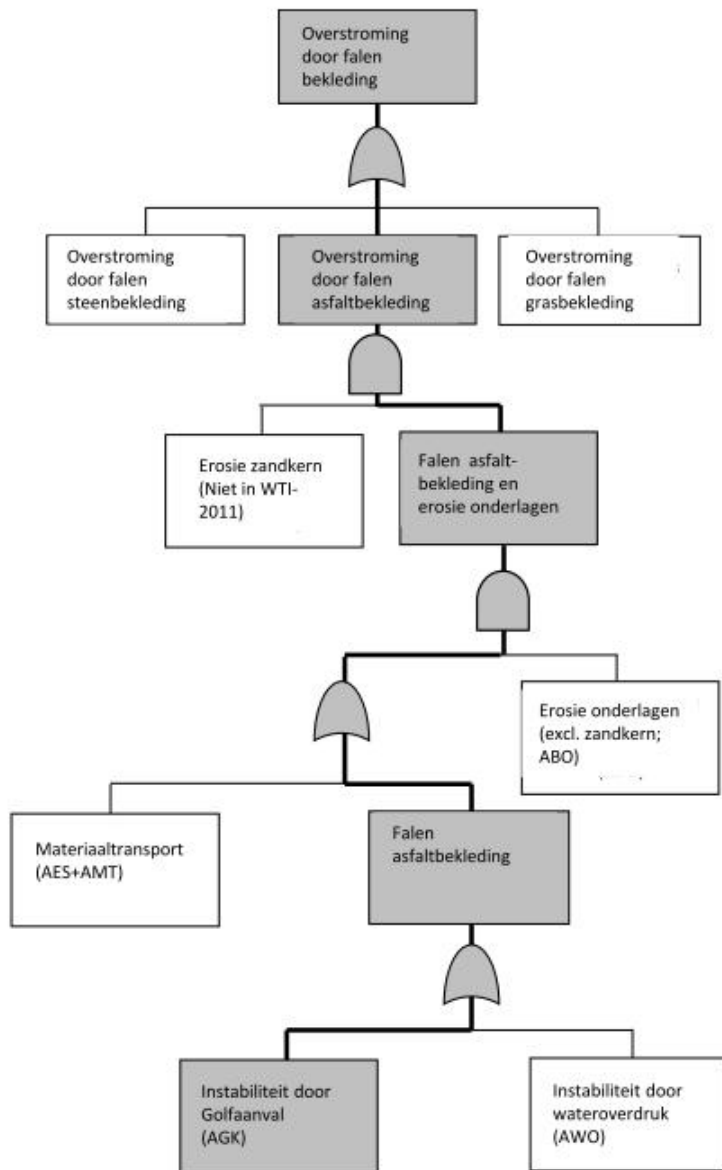 Overstroming
door falen
bekleding
Overstroming
door falen
steenbekleding
Overstroming
door falen
asfaltbekleding
Overstroming
door falen
grasbekleding
Erosie zandkern
(Niet in WTI-
2011)
Falen asfalt-
bekleding en
erosie onderlagen
Erosie onderlagen
(excl. zandkern;
ABO)
Materiaaltransport
(AES+AMT)
Falen
asfaltbekleding
Instabiliteit door
Golfaanval
(AGK)
Instabiliteit door
wateroverdruk
(AWO)